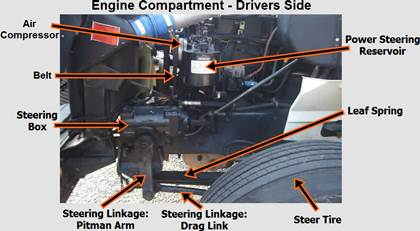 Engine Compartment - Drivers Side
Air
Compressor
Power Steering
Reservoir
Belt
Steering
Box
Leaf Spring
Steering Linkage:
Pitman Arm
Steering Linkage:
Drag Link
Steer Tire